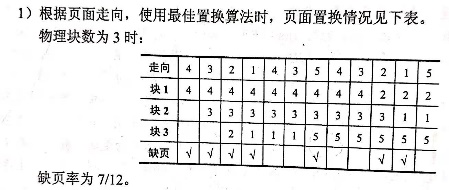 1）根据页面走向，使用最佳置换算法时，页面置换情况见下表。
物理块数为 3 时：
走向 4 3 2 1 4 3 5 4 3 2 1 5
块 1 4 4 4 4 4 4 4 4 4 2 2 2
块 2 3 3 3 3 3 3 3 3 3 1 1
块 3 2 1 1 1 5 5 5 5 5 5
缺页 √ √ √ √ √ √ √
缺页率为 7/12。